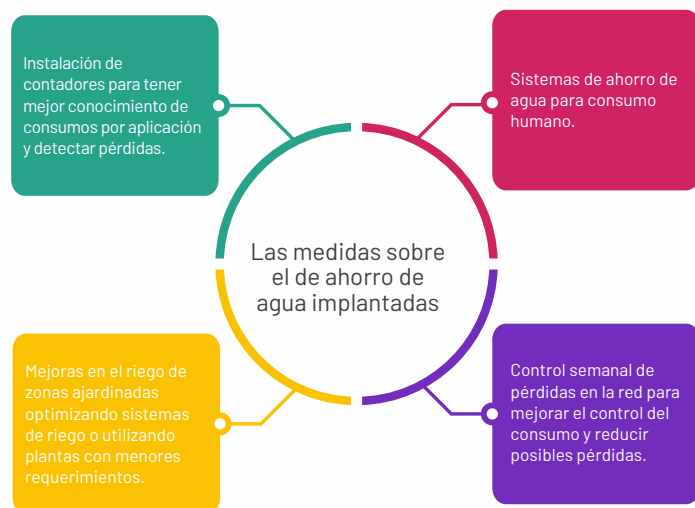 Instalación de
contadores para tener
mejor conocimiento de
consumos por aplicación
y detectar pérdidas.
Sistemas de ahorro de
agua para consumo
humano.
Las medidas sobre
el de ahorro de
agua implantadas
Mejoras en el riego de
zonas ajardinadas
optimizando sistemas
de riego o utilizando
plantas con menores
requerimientos.
Control semanal de
pérdidas en la red para
mejorar el control del
consumo y reducir
posibles pérdidas.